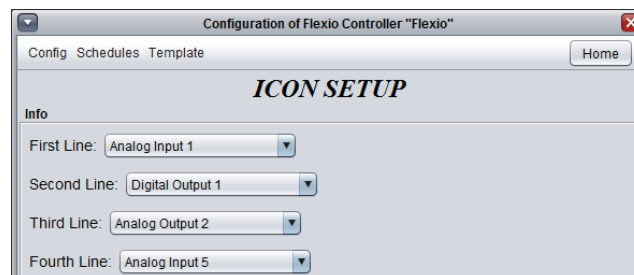 Configuration of Flexio Controller "Flexio"
Config Schedules Template Home
ICON SETUP
Info
First Line: Analog Input 1
Second Line: Digital Output 1
Third Line: Analog Output 2
Fourth Line: Analog Input 5